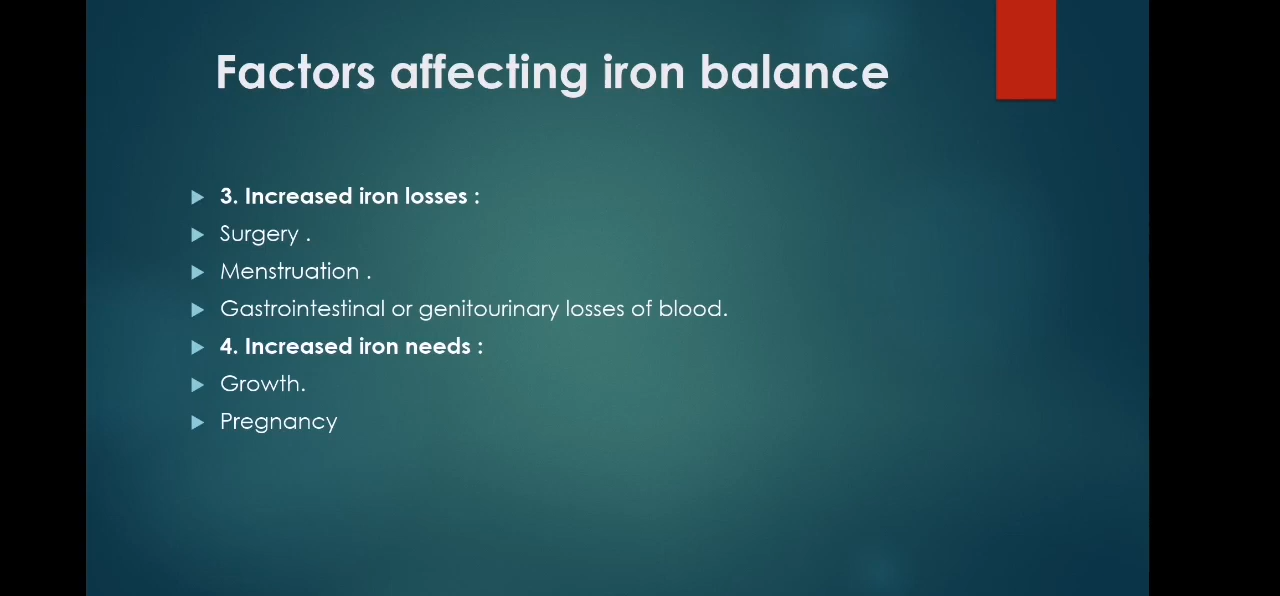 Factors affecting iron balance
3. Increased iron losses :
Surgery .
Menstruation .
Gastrointestinal or genitourinary losses of blood.
4. Increased iron needs :
Growth.
Pregnancy